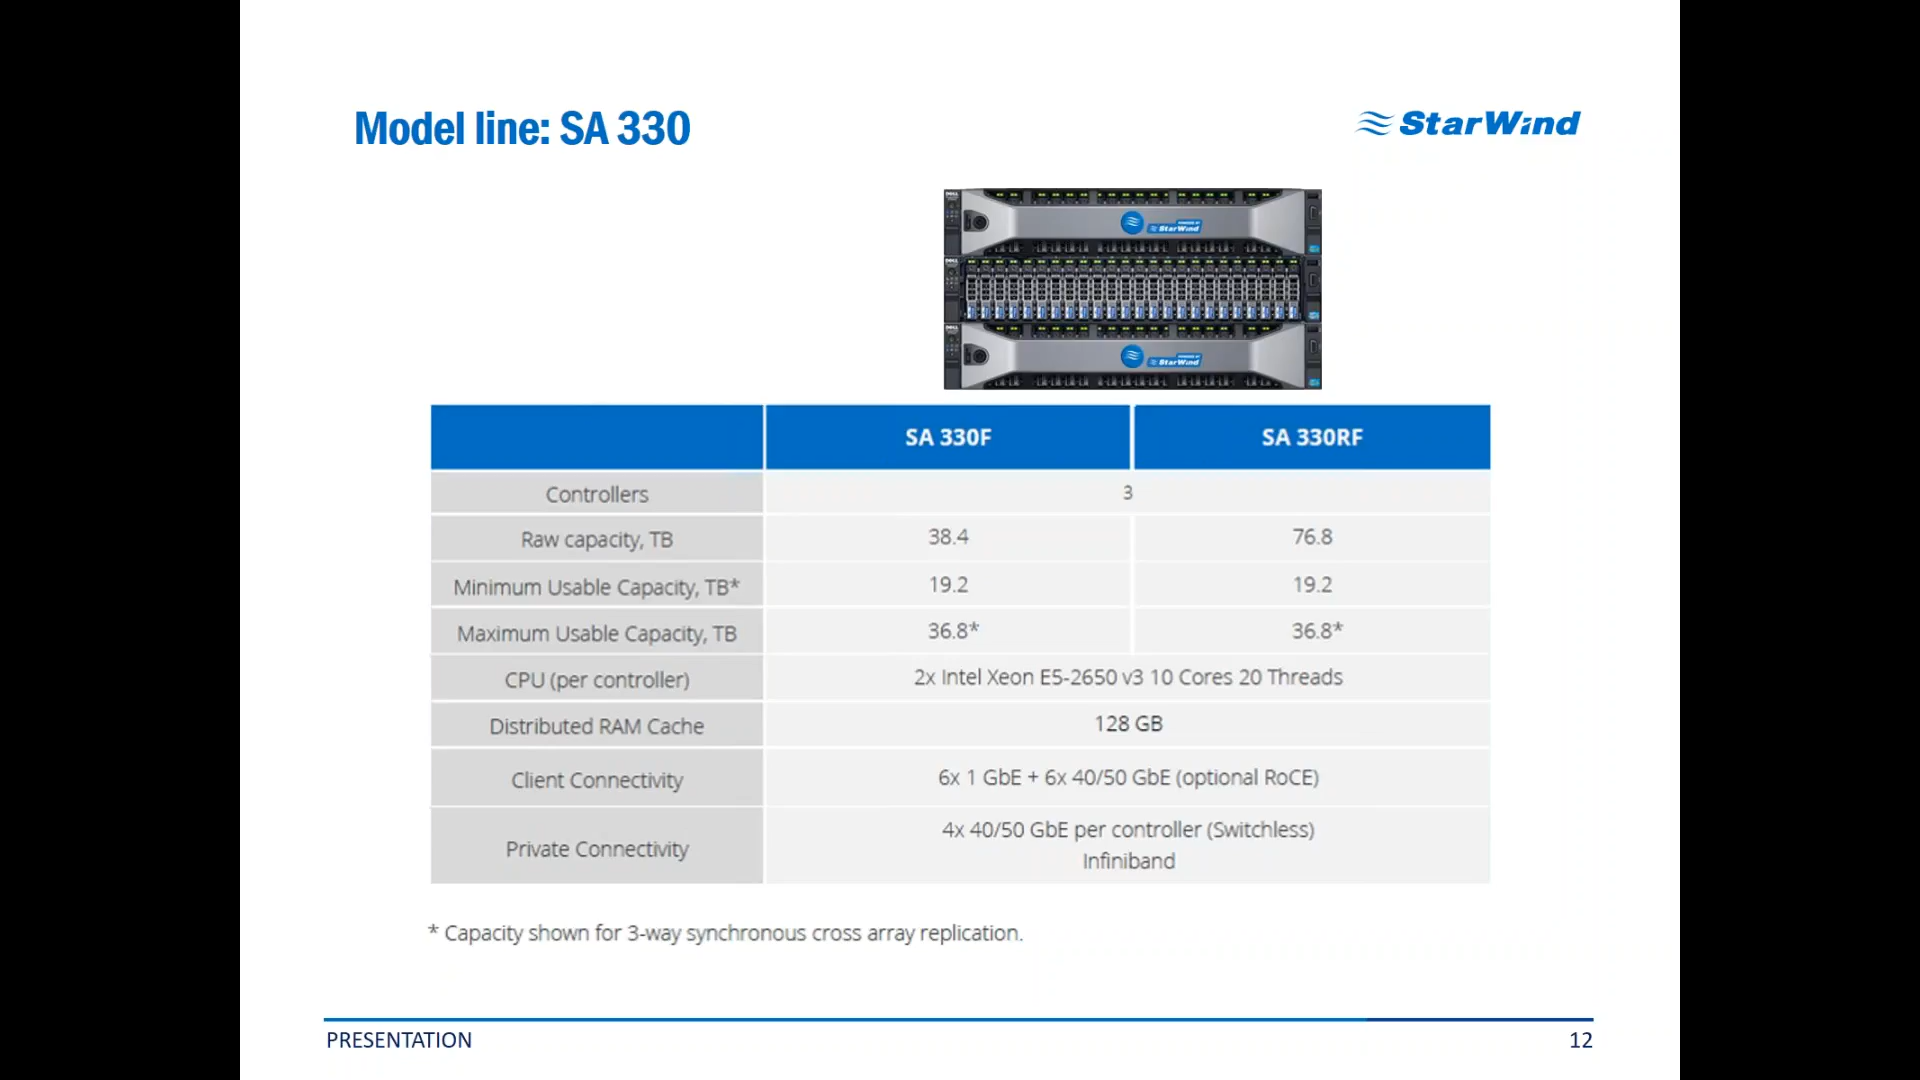 Model line: SA 330
StarWind
StarWind
StarWind
SA 330F SA 330RF
Controllers 3
Raw capacity, TB 38.4 76.8
Minimum Usable Capacity, TB* 19.2 19.2
Maximum Usable Capacity, TB 36.8* 36.8*
CPU (per controller) 2x Intel Xeon E5-2650 v3 10 Cores 20 Threads
Distributed RAM Cache 128 GB
Client Connectivity 6x 1 GbE + 6x 40/50 GbE (optional RoCE)
Private Connectivity 4x 40/50 GbE per controller (Switchless)
Infiniband
* Capacity shown for 3-way synchronous cross array replication.
PRESENTATION 12